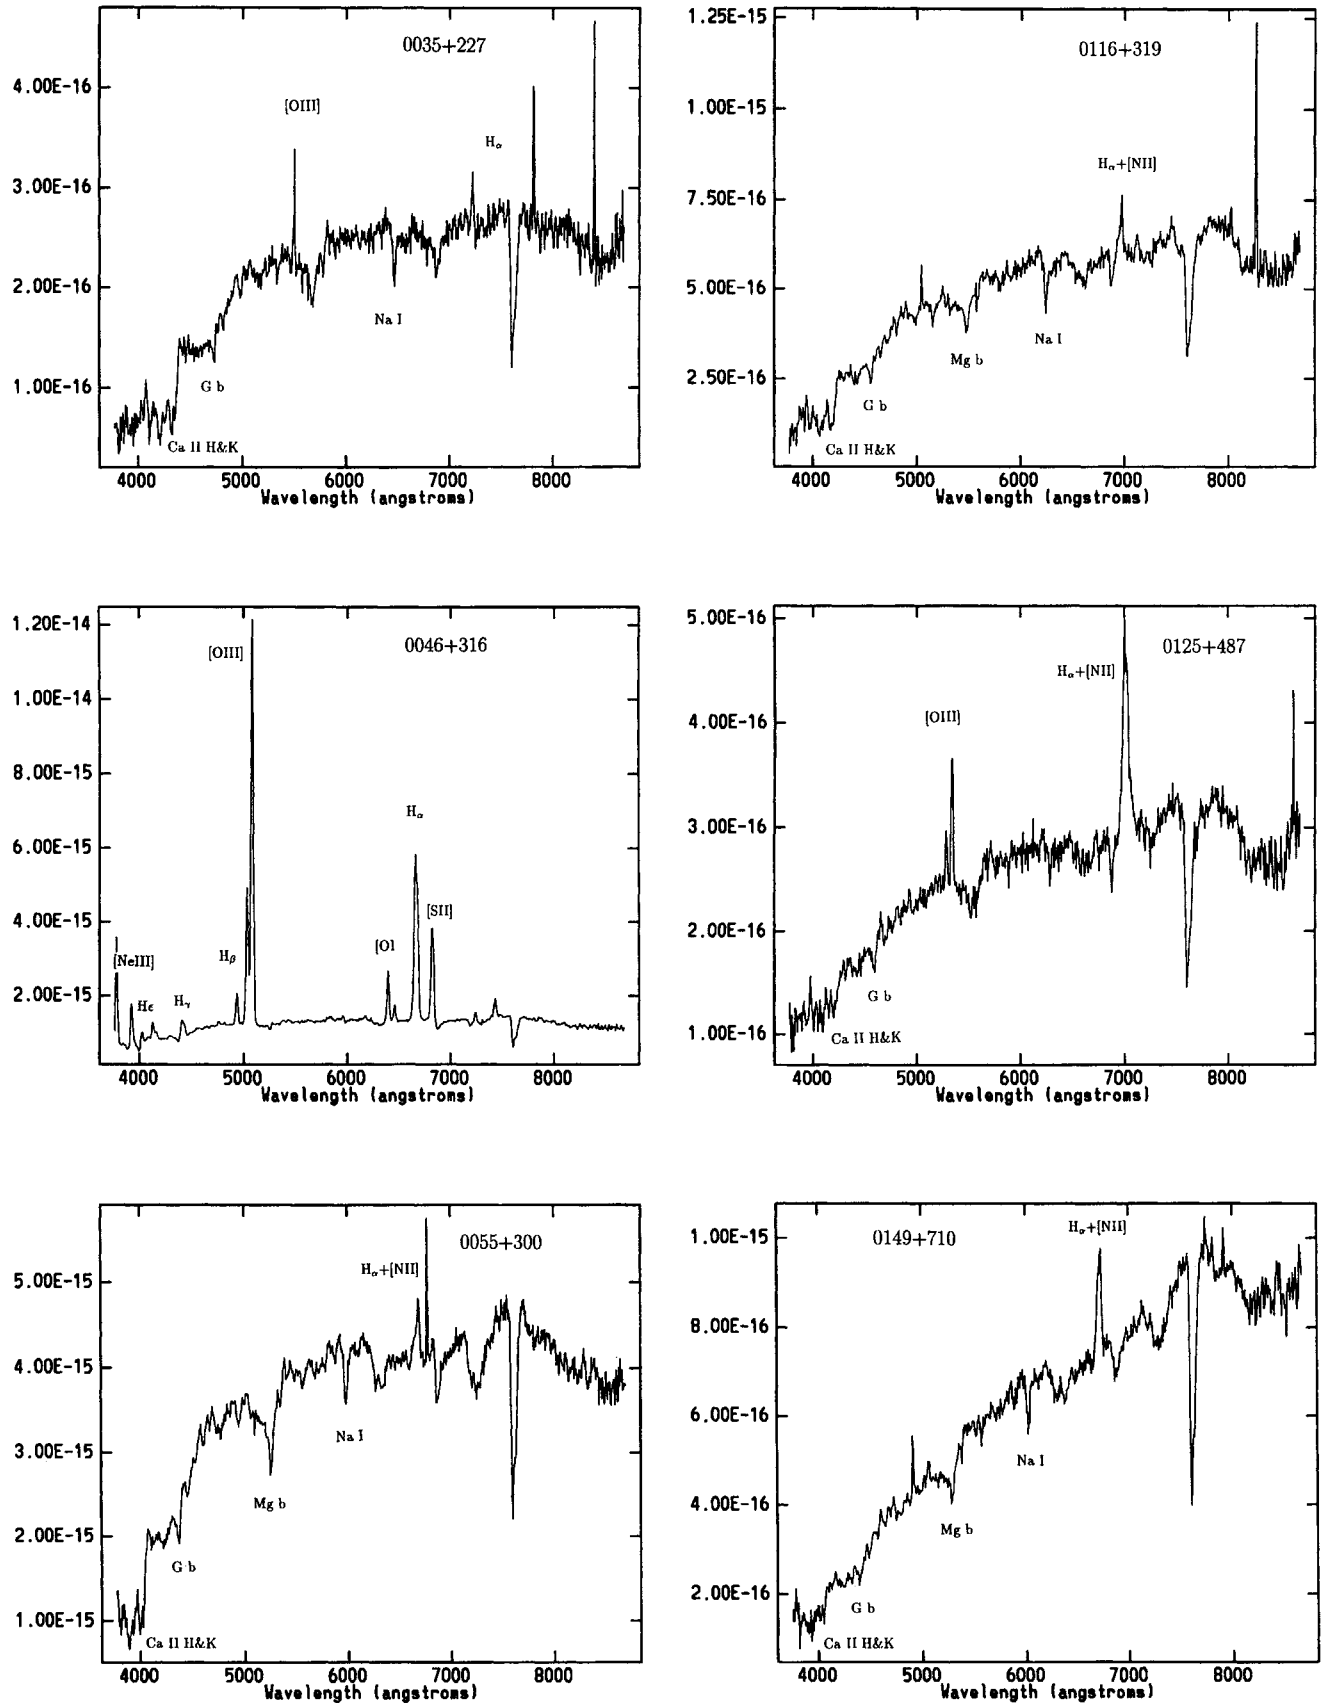 0035+227
4.00E-16
3.00E-16
2.00E-16
1.00E-16
[OIII]
Hα
Na I
G b
Ca II H&K
4000 5000 6000 7000 8000
Wavelength (angstroms)
0116+319
1.25E-15
1.00E-15
7.50E-16
5.00E-16
2.50E-16
Hα+[NII]
Na I
Mg b
G b
Ca II H&K
4000 5000 6000 7000 8000
Wavelength (angstroms)
0046+316
1.20E-14
1.00E-14
8.00E-15
6.00E-15
4.00E-15
2.00E-15
[OIII]
Hα
[SII]
[OI
Hβ
[NeIII]
Hϵ
Hγ
4000 5000 6000 7000 8000
Wavelength (angstroms)
0125+487
5.00E-16
4.00E-16
3.00E-16
2.00E-16
1.00E-16
Hα+[NII]
[OIII]
G b
Ca II H&K
4000 5000 6000 7000 8000
Wavelength (angstroms)
0055+300
5.00E-15
4.00E-15
3.00E-15
2.00E-15
1.00E-15
Hα+[NII]
Na I
Mg b
G b
Ca II H&K
4000 5000 6000 7000 8000
Wavelength (angstroms)
0149+710
1.00E-15
8.00E-16
6.00E-16
4.00E-16
2.00E-16
Hα+[NII]
Na I
Mg b
G b
Ca II H&K
4000 5000 6000 7000 8000
Wavelength (angstroms)